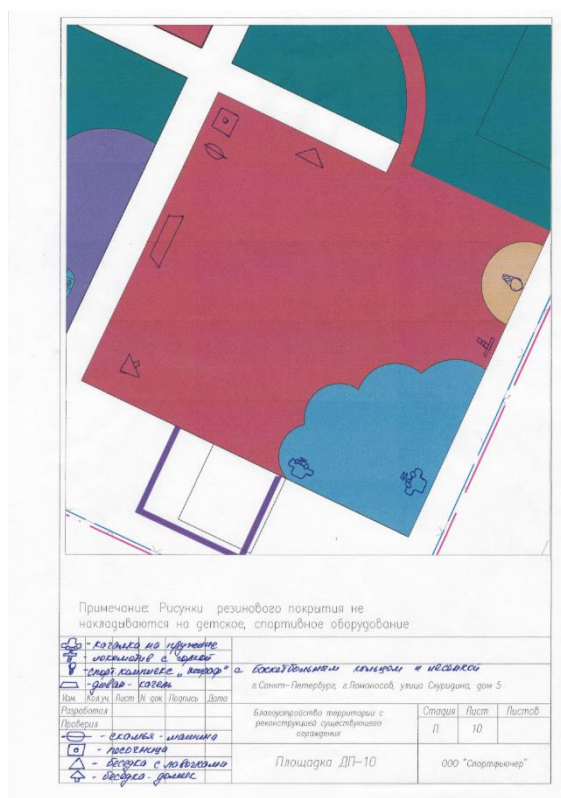 Примечание: Рисунки резинового покрытия не
накладываются на детское, спортивное оборудование
- качалка на пружине
- локомотив с горкой
- спорт. комплекс "жираф" с баскетбольным кольцом и лесенкой
- диван - качель
г.Санкт-Петербург, г.Ломоносов, улица Скуридина, дом 5
Изм. Кол.уч. Лист N док Подпись Дата
Разработал
Проверил
Благоустройство территории с
реконструкцией существующего
ограждения
Стадия Лист Листов
П 10
- скамья - машина
- песочница
- беседка с лавочками
- беседка - домик
Площадка ДП-10
ООО "Спортфьючер"